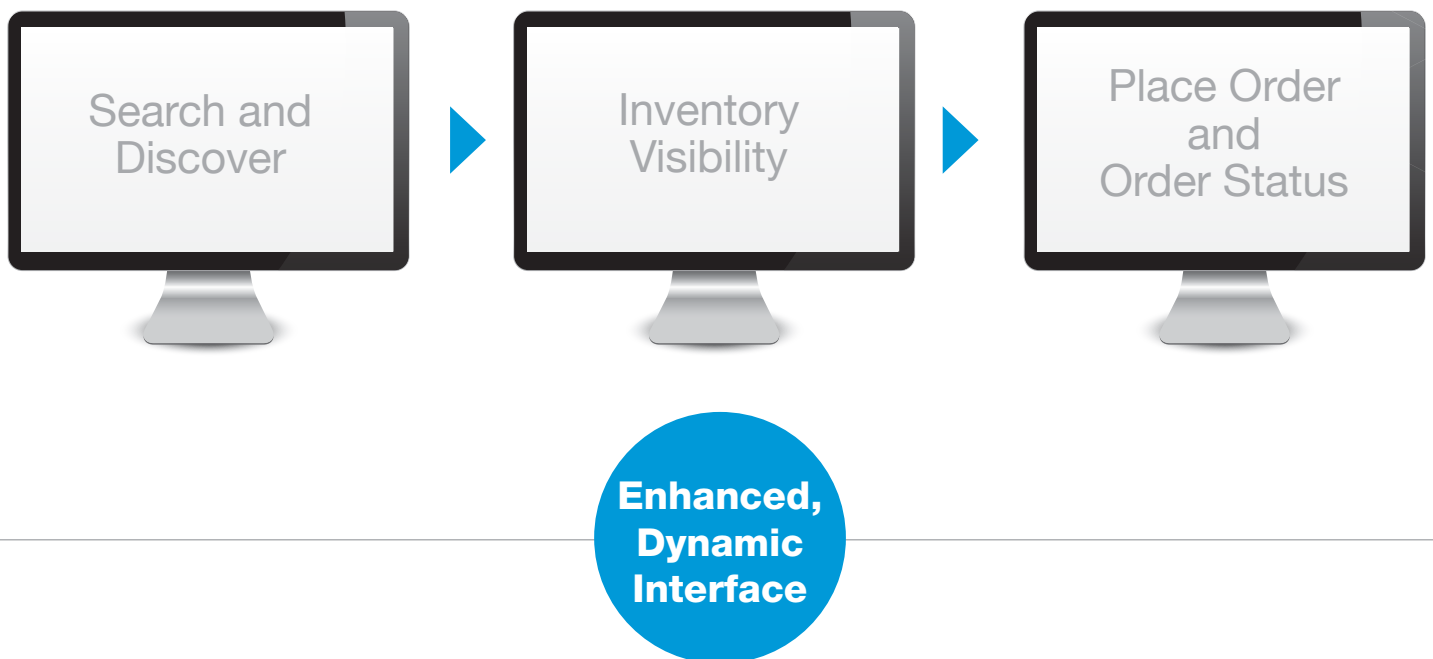 Search and
Discover
Inventory
Visibility
Place Order
and
Order Status
Enhanced,
Dynamic
Interface